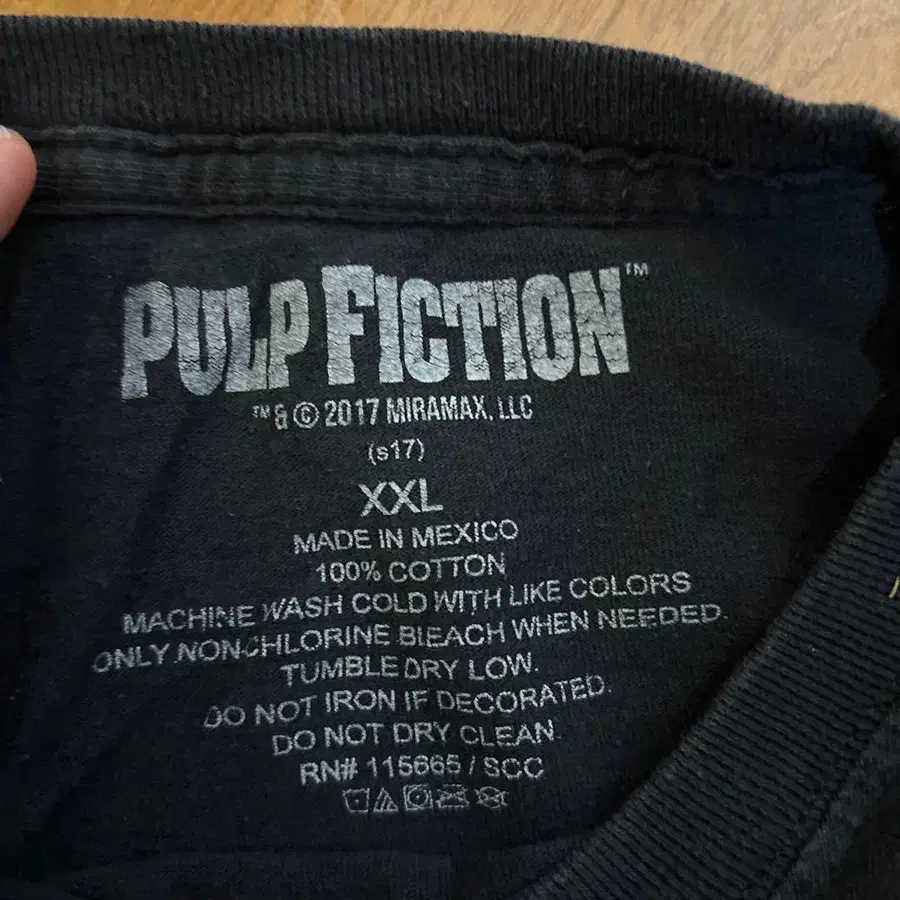 PULP FICTION™
™ & © 2017 MIRAMAX, LLC
(s17)
XXL
MADE IN MEXICO
100% COTTON
MACHINE WASH COLD WITH LIKE COLORS
ONLY NON-CHLORINE BLEACH WHEN NEEDED.
TUMBLE DRY LOW.
DO NOT IRON IF DECORATED.
DO NOT DRY CLEAN.
RN# 115665 / SCC